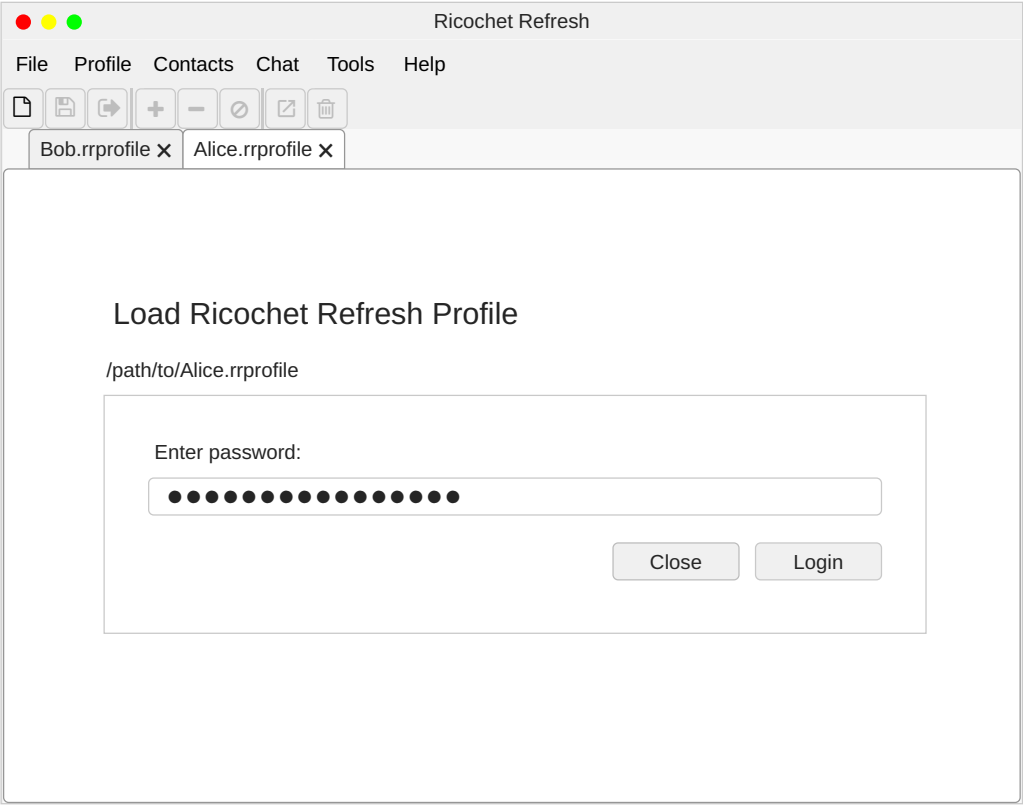 Ricochet Refresh
File Profile Contacts Chat Tools Help
Bob.rrprofile Alice.rrprofile
Load Ricochet Refresh Profile
/path/to/Alice.rrprofile
Enter password:
Close Login